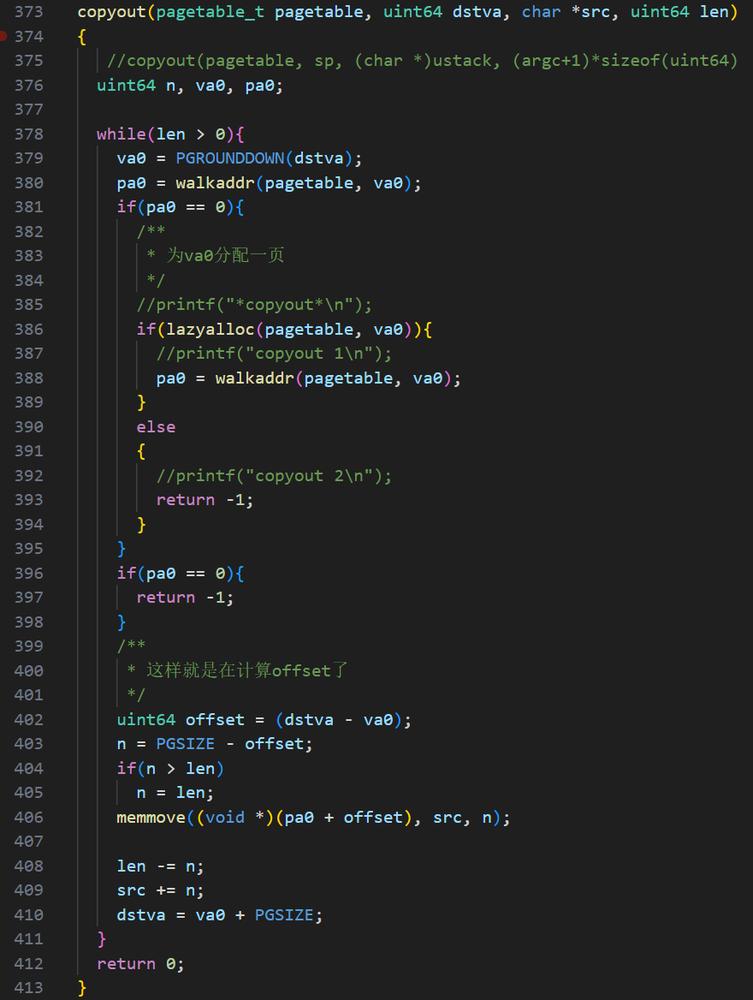 373 copyout(pagetable_t pagetable, uint64 dstva, char *src, uint64 len)
374 {
375 //copyout(pagetable, sp, (char *)ustack, (argc+1)*sizeof(uint64)
376 uint64 n, va0, pa0;
377
378 while(len > 0){
379 va0 = PGROUNDDOWN(dstva);
380 pa0 = walkaddr(pagetable, va0);
381 if(pa0 == 0){
382 /**
383 * 为va0分配一页
384 */
385 //printf("*copyout*\n");
386 if(lazyalloc(pagetable, va0)){
387 //printf("copyout 1\n");
388 pa0 = walkaddr(pagetable, va0);
389 }
390 else
391 {
392 //printf("copyout 2\n");
393 return -1;
394 }
395 }
396 if(pa0 == 0){
397 return -1;
398 }
399 /**
400 * 这样就是在计算offset了
401 */
402 uint64 offset = (dstva - va0);
403 n = PGSIZE - offset;
404 if(n > len)
405 n = len;
406 memmove((void *)(pa0 + offset), src, n);
407
408 len -= n;
409 src += n;
410 dstva = va0 + PGSIZE;
411 }
412 return 0;
413 }